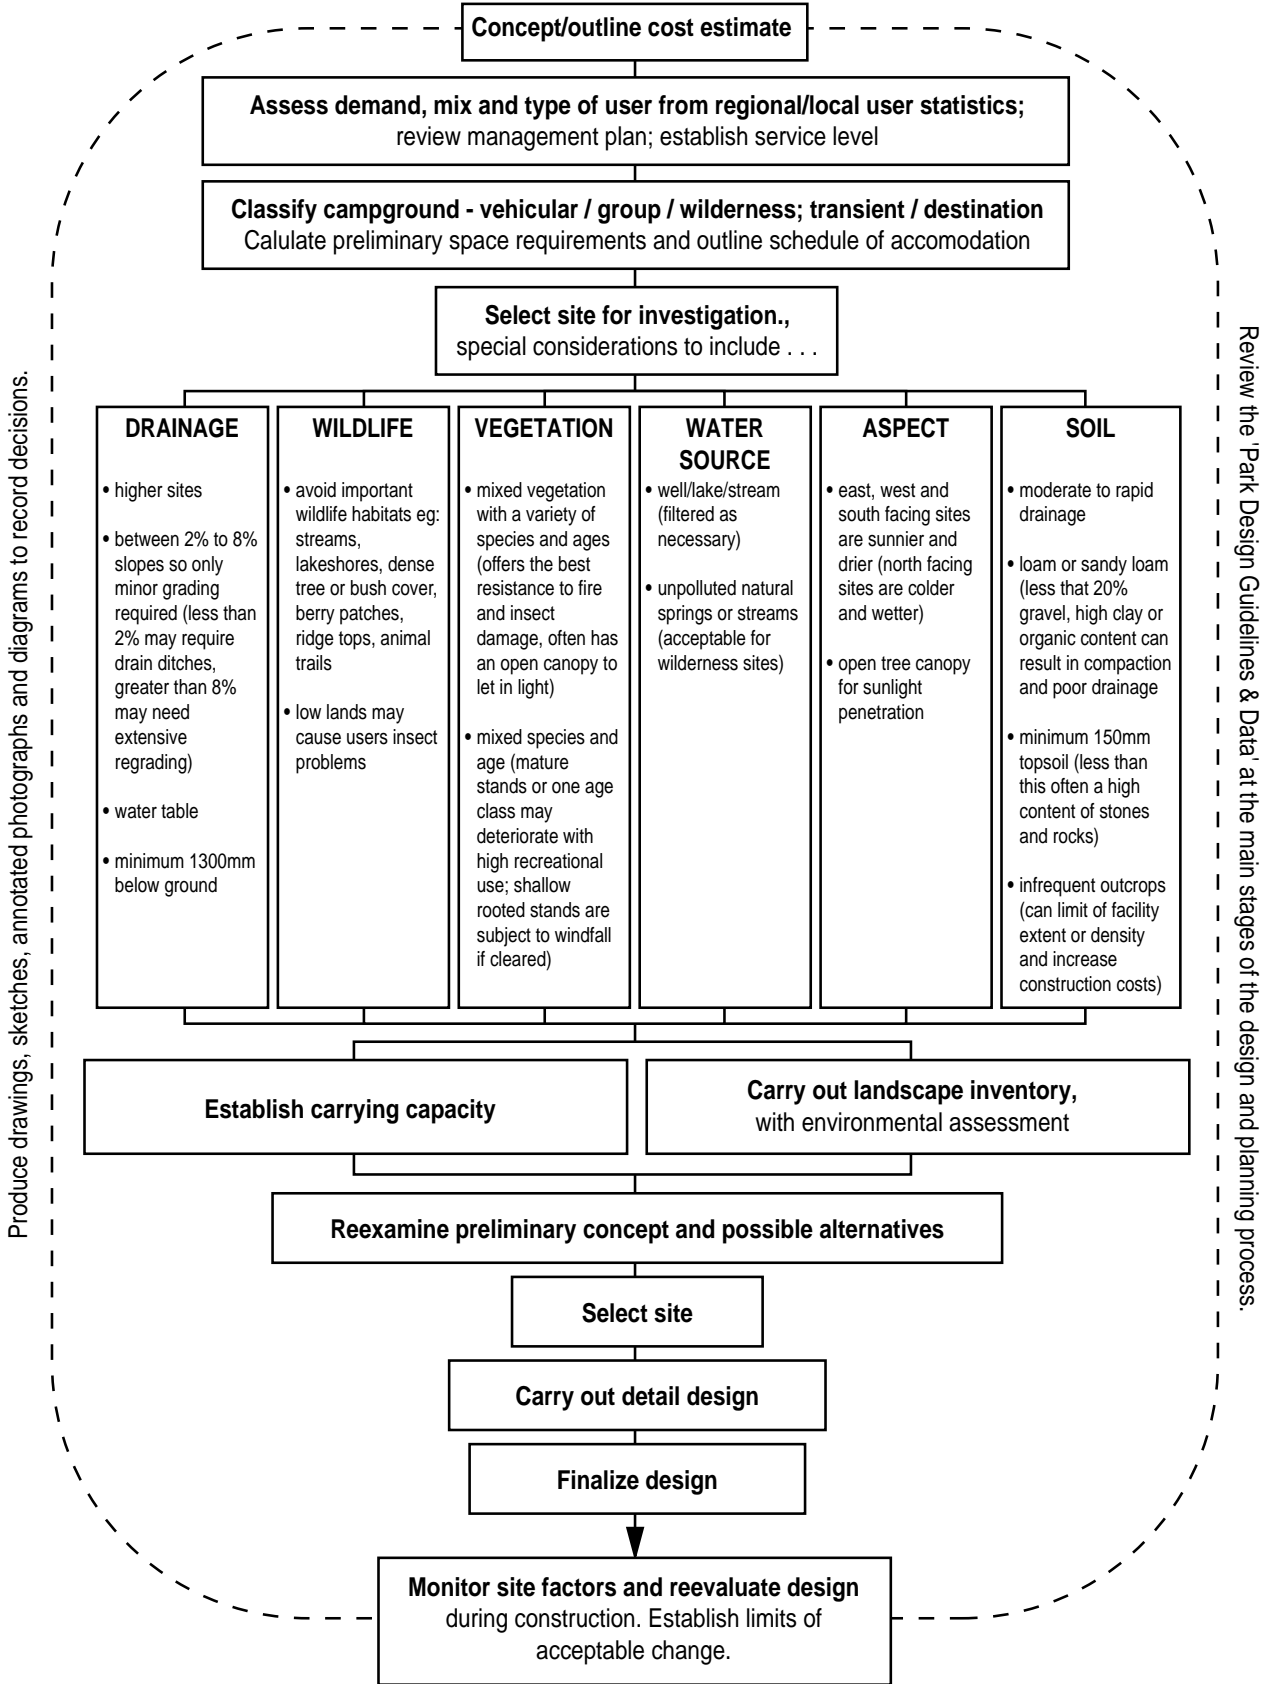 Concept/outline cost estimate
Assess demand, mix and type of user from regional/local user statistics;
review management plan; establish service level
Classify campground - vehicular / group / wilderness; transient / destination
Calulate preliminary space requirements and outline schedule of accomodation
Select site for investigation.,
special considerations to include . . .
DRAINAGE
• higher sites
• between 2% to 8%
slopes so only
minor grading
required (less than
2% may require
drain ditches,
greater than 8%
may need
extensive
regrading)
• water table
• minimum 1300mm
below ground
WILDLIFE
• avoid important
wildlife habitats eg:
streams,
lakeshores, dense
tree or bush cover,
berry patches,
ridge tops, animal
trails
• low lands may
cause users insect
problems
VEGETATION
• mixed vegetation
with a variety of
species and ages
(offers the best
resistance to fire
and insect
damage, often has
an open canopy to
let in light)
• mixed species and
age (mature
stands or one age
class may
deteriorate with
high recreational
use; shallow
rooted stands are
subject to windfall
if cleared)
WATER
SOURCE
• well/lake/stream
(filtered as
necessary)
• unpolluted natural
springs or streams
(acceptable for
wilderness sites)
ASPECT
• east, west and
south facing sites
are sunnier and
drier (north facing
sites are colder
and wetter)
• open tree canopy
for sunlight
penetration
SOIL
• moderate to rapid
drainage
• loam or sandy loam
(less that 20%
gravel, high clay or
organic content can
result in compaction
and poor drainage
• minimum 150mm
topsoil (less than
this often a high
content of stones
and rocks)
• infrequent outcrops
(can limit of facility
extent or density
and increase
construction costs)
Establish carrying capacity
Carry out landscape inventory,
with environmental assessment
Reexamine preliminary concept and possible alternatives
Select site
Carry out detail design
Finalize design
Monitor site factors and reevaluate design
during construction. Establish limits of
acceptable change.
Produce drawings, sketches, annotated photographs and diagrams to record decisions.
Review the 'Park Design Guidelines & Data' at the main stages of the design and planning process.